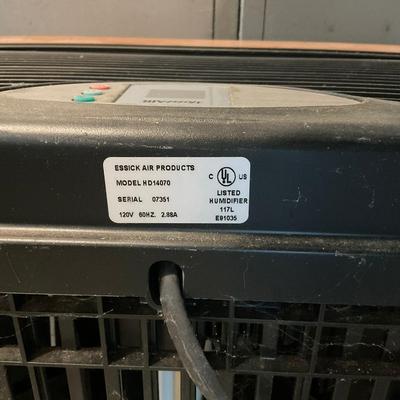 ESSICK AIR PRODUCTS
MODEL HD14070
SERIAL 07351
120V 60HZ. 2.88A
C UL US
LISTED
HUMIDIFIER
117L
E91035